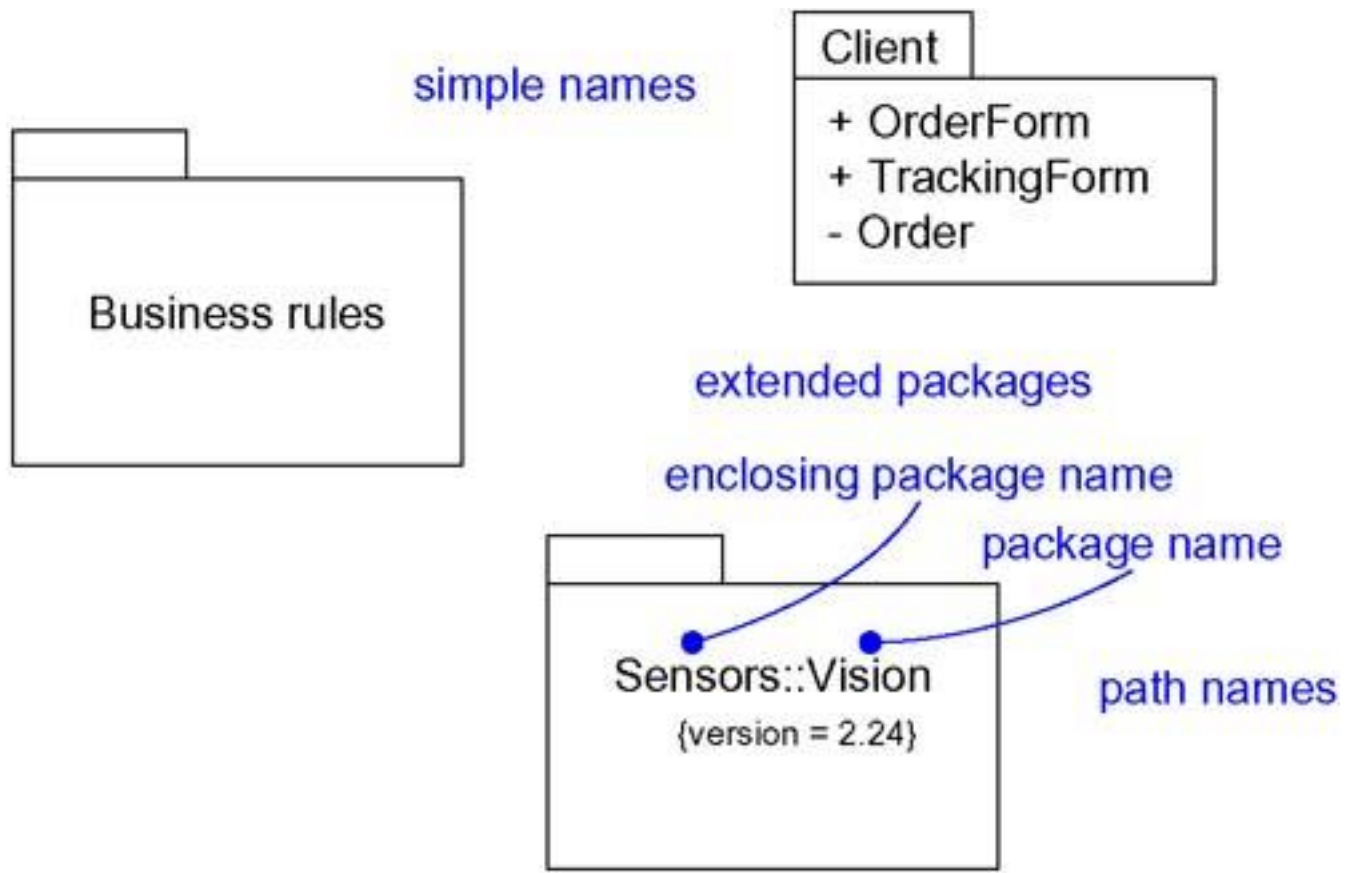 Client
simple names
+ OrderForm
+ TrackingForm
- Order
Business rules
extended packages
enclosing package name
package name
Sensors::Vision
path names
{version = 2.24}